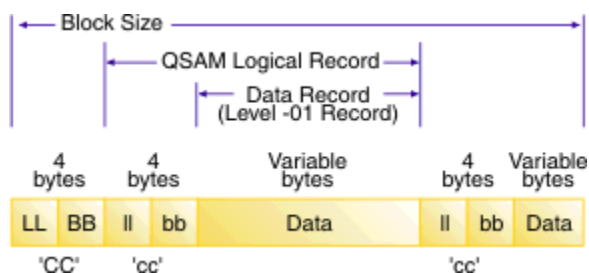 Block Size
QSAM Logical Record
Data Record
(Level -01 Record)
4 bytes
4 bytes
Variable bytes
4 bytes
Variable bytes
LL BB ll bb Data ll bb Data
'CC' 'cc' 'cc'